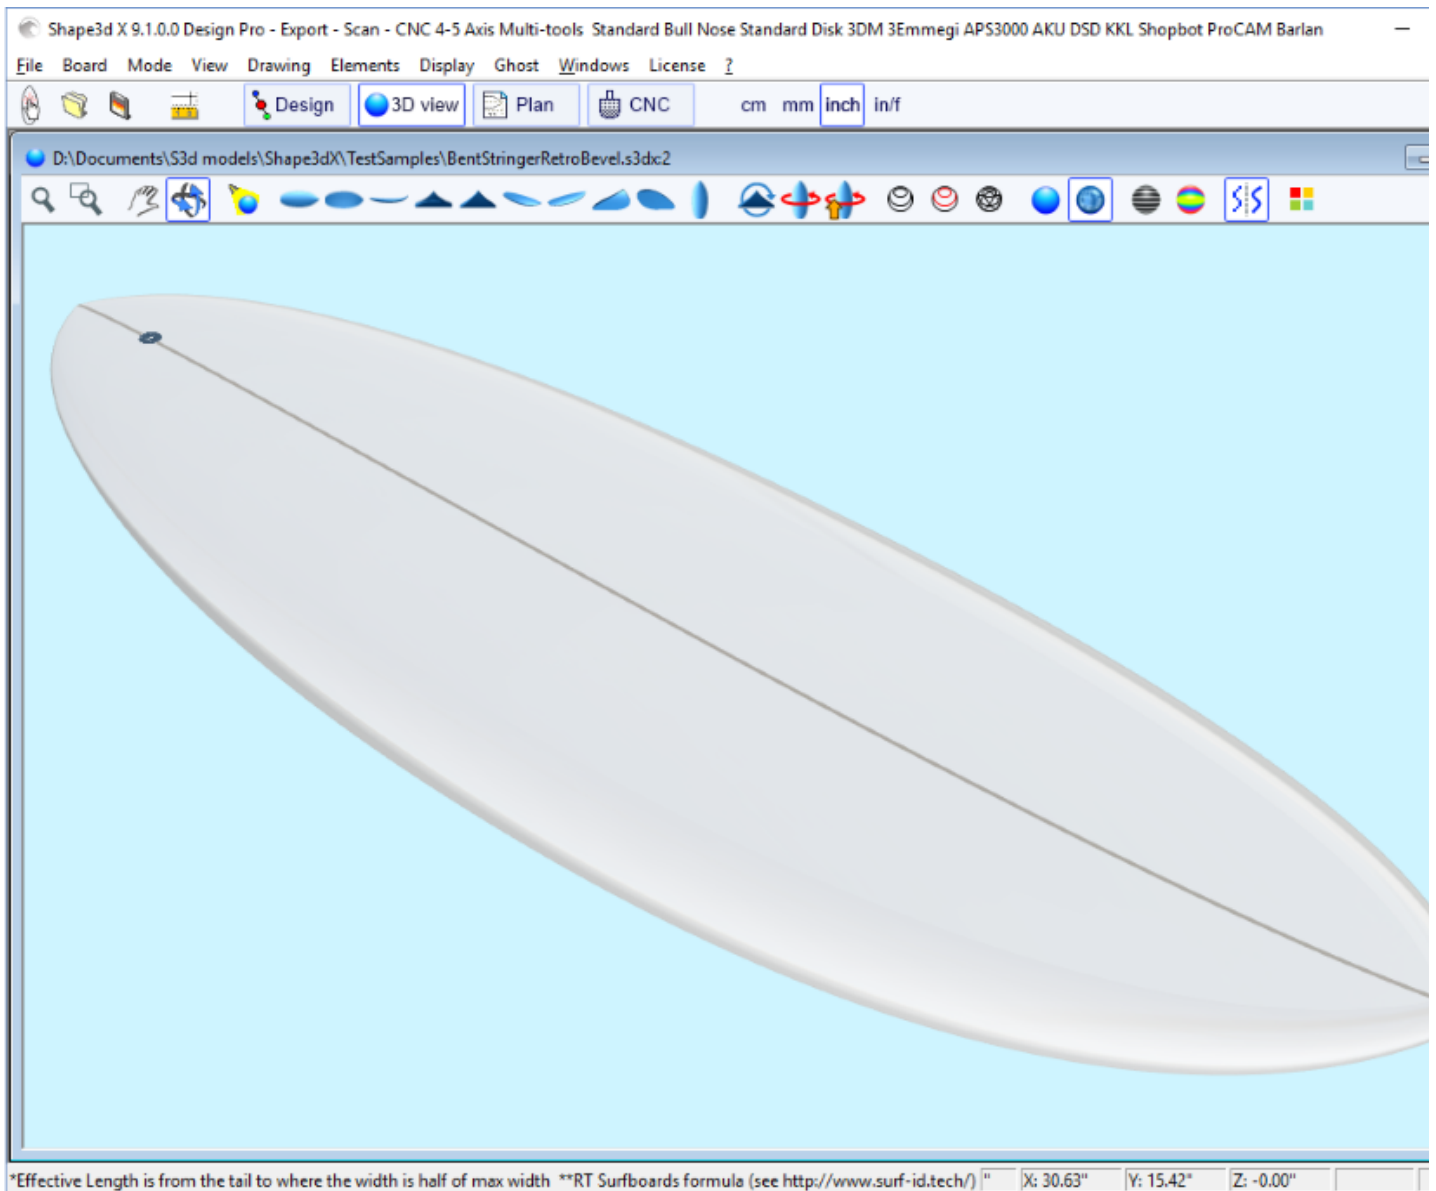 Shape3d X 9.1.0.0 Design Pro - Export - Scan - CNC 4-5 Axis Multi-tools  Standard Bull Nose Standard Disk 3DM 3Emmegi APS3000 AKU DSD KKL Shopbot ProCAM Barlan
File Board Mode View Drawing Elements Display Ghost Windows License ?
Design 3D view Plan CNC cm mm inch in/f
D:\Documents\S3d models\Shape3dX\TestSamples\BentStringerRetroBevel.s3dx:2
*Effective Length is from the tail to where the width is half of max width  **RT Surfboards formula (see http://www.surf-id.tech/) " X: 30.63" Y: 15.42" Z: -0.00"